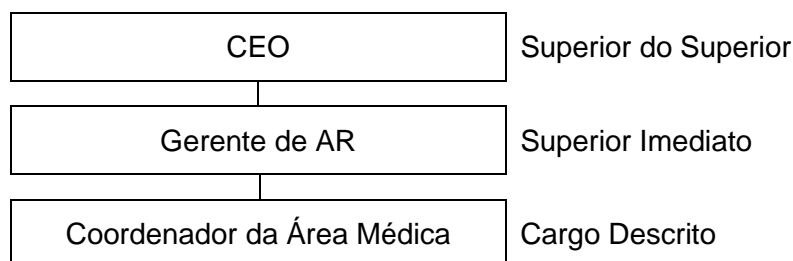 CEO Superior do Superior
Gerente de AR Superior Imediato
Coordenador da Área Médica Cargo Descrito